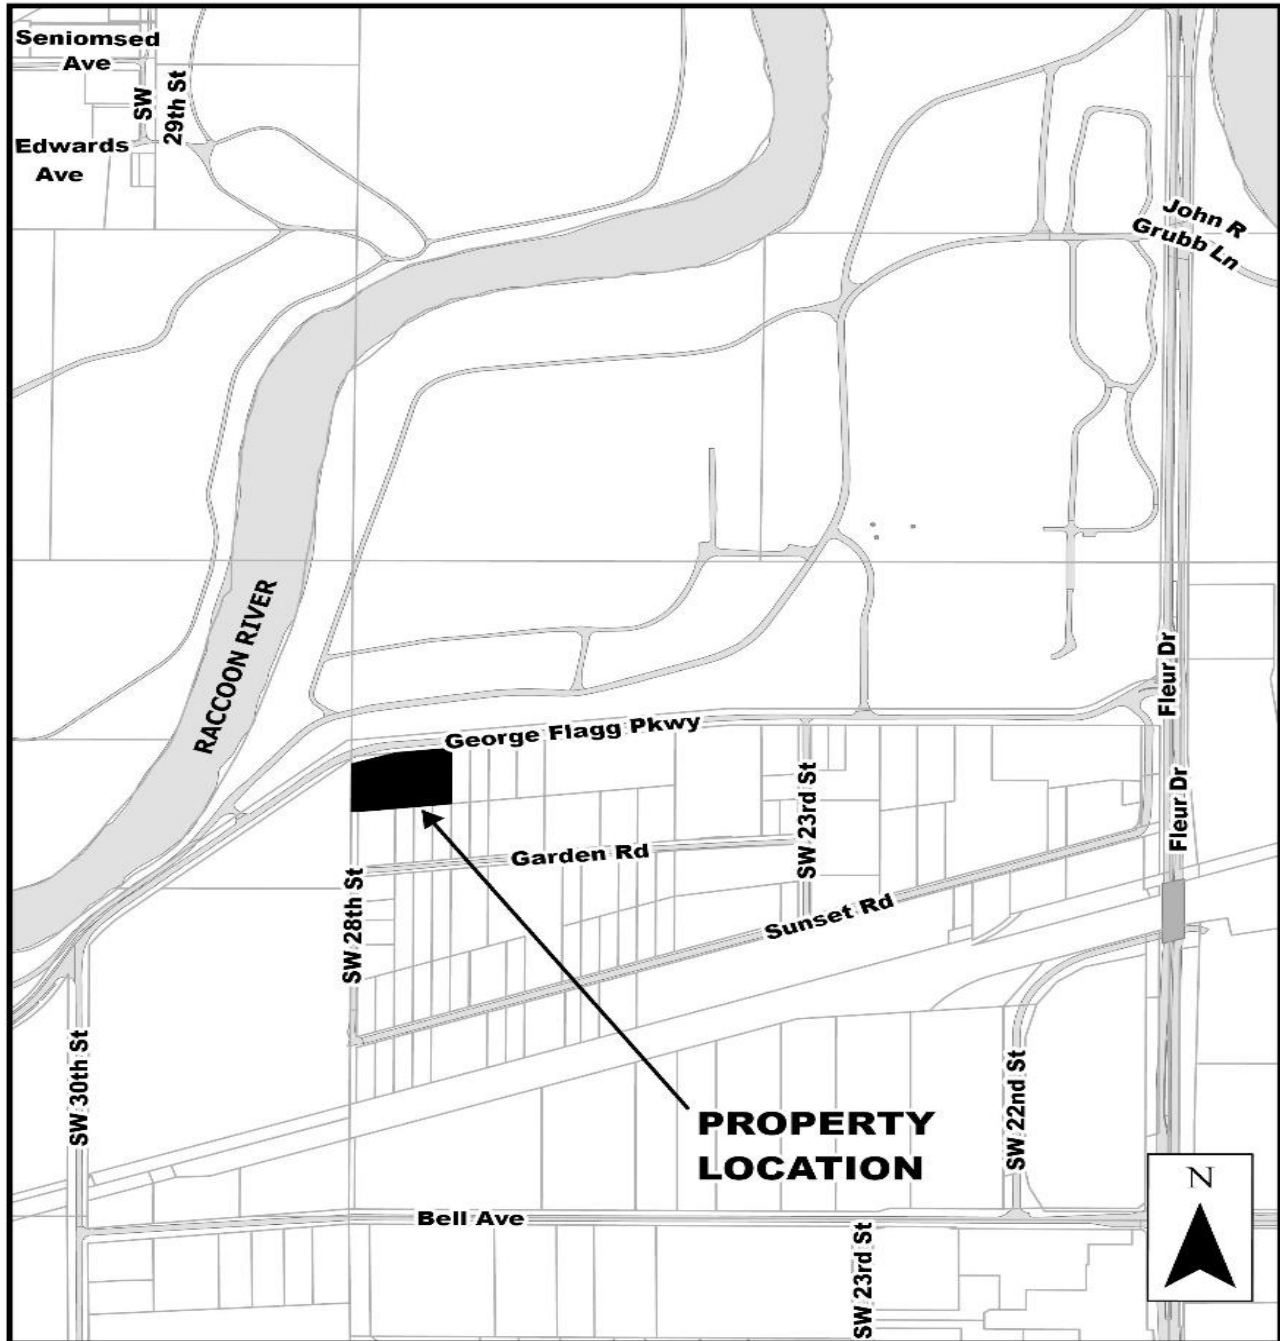 Seniomsed
Ave
SW
29th St
Edwards
Ave
John R
Grubb Ln
RACCOON RIVER
Fleur Dr
George Flagg Pkwy
SW 23rd St
Fleur Dr
Garden Rd
SW 28th St
Sunset Rd
SW 30th St
SW 22nd St
PROPERTY
LOCATION
N
Bell Ave
SW 23rd St